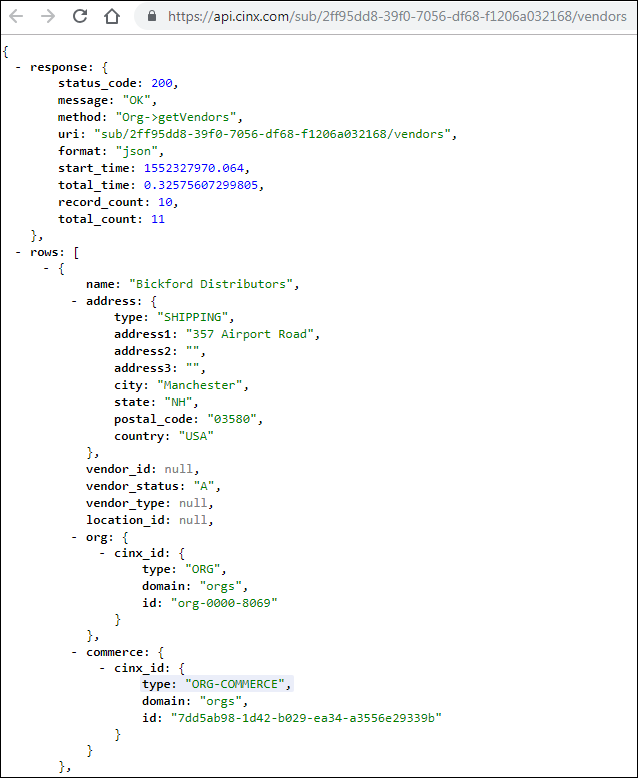 https://api.cinx.com/sub/2ff95dd8-39f0-7056-df68-f1206a032168/vendors
{
- response: {
status_code: 200,
message: "OK",
method: "Org->getVendors",
uri: "sub/2ff95dd8-39f0-7056-df68-f1206a032168/vendors",
format: "json",
start_time: 1552327970.064,
total_time: 0.32575607299805,
record_count: 10,
total_count: 11
},
- rows: [
- {
name: "Bickford Distributors",
- address: {
type: "SHIPPING",
address1: "357 Airport Road",
address2: "",
address3: "",
city: "Manchester",
state: "NH",
postal_code: "03580",
country: "USA"
},
vendor_id: null,
vendor_status: "A",
vendor_type: null,
location_id: null,
- org: {
- cinx_id: {
type: "ORG",
domain: "orgs",
id: "org-0000-8069"
}
},
- commerce: {
- cinx_id: {
type: "ORG-COMMERCE",
domain: "orgs",
id: "7dd5ab98-1d42-b029-ea34-a3556e29339b"
}
}
},